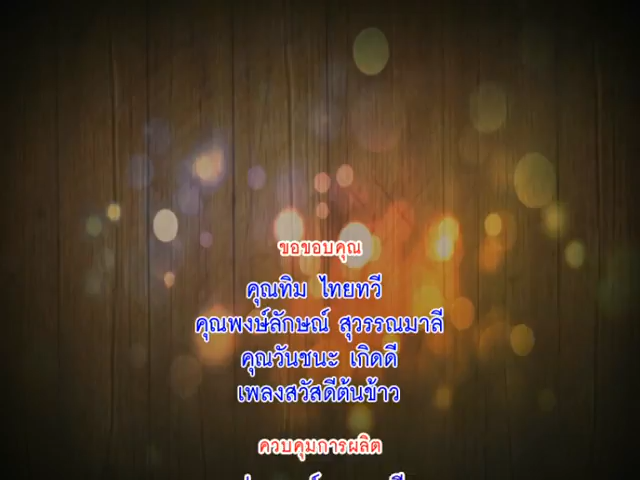 ขอขอบคุณ
คุณทิม ไทยทวี
คุณพงษ์ลักษณ์ สุวรรณมาลี
คุณวันชนะ เกิดดี
เพลงสวัสดีต้นข้าว
ควบคุมการผลิต